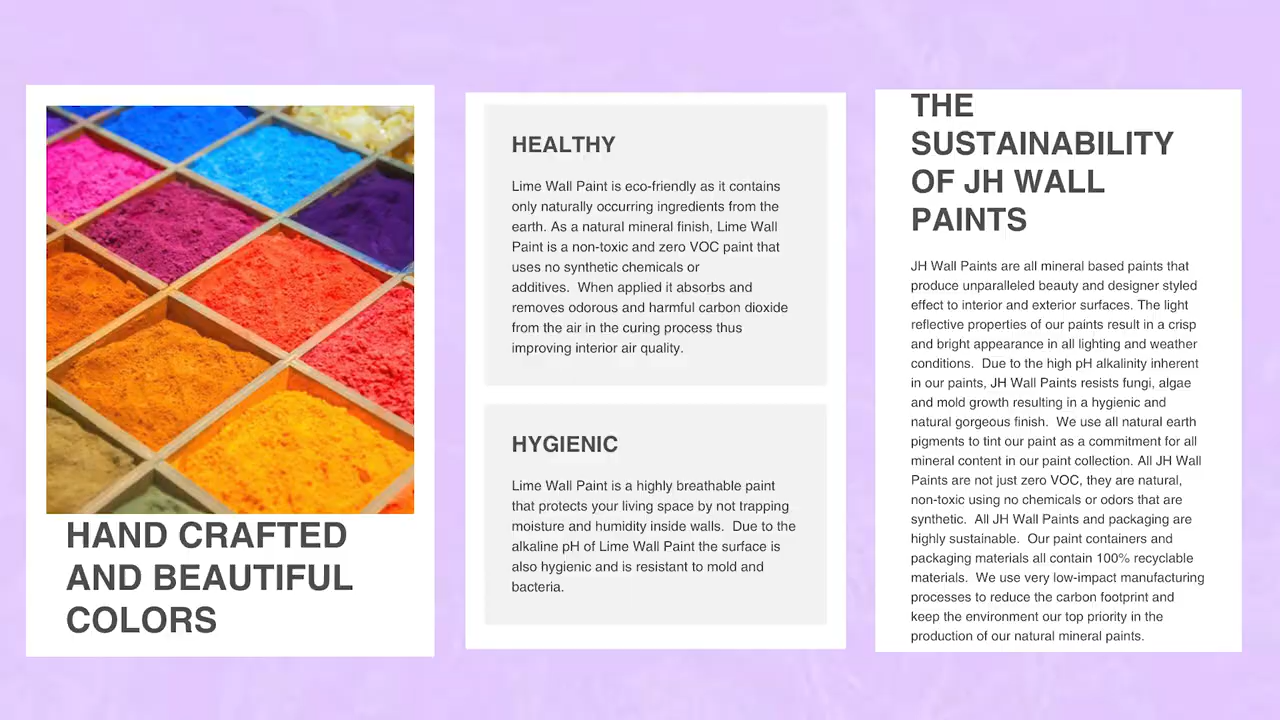 HAND CRAFTED
AND BEAUTIFUL
COLORS
HEALTHY
Lime Wall Paint is eco-friendly as it contains
only naturally occurring ingredients from the
earth. As a natural mineral finish, Lime Wall
Paint is a non-toxic and zero VOC paint that
uses no synthetic chemicals or
additives.  When applied it absorbs and
removes odorous and harmful carbon dioxide
from the air in the curing process thus
improving interior air quality.
HYGIENIC
Lime Wall Paint is a highly breathable paint
that protects your living space by not trapping
moisture and humidity inside walls.  Due to the
alkaline pH of Lime Wall Paint the surface is
also hygienic and is resistant to mold and
bacteria.
THE
SUSTAINABILITY
OF JH WALL
PAINTS
JH Wall Paints are all mineral based paints that
produce unparalleled beauty and designer styled
effect to interior and exterior surfaces. The light
reflective properties of our paints result in a crisp
and bright appearance in all lighting and weather
conditions.  Due to the high pH alkalinity inherent
in our paints, JH Wall Paints resists fungi, algae
and mold growth resulting in a hygienic and
natural gorgeous finish.  We use all natural earth
pigments to tint our paint as a commitment for all
mineral content in our paint collection. All JH Wall
Paints are not just zero VOC, they are natural,
non-toxic using no chemicals or odors that are
synthetic.  All JH Wall Paints and packaging are
highly sustainable.  Our paint containers and
packaging materials all contain 100% recyclable
materials.  We use very low-impact manufacturing
processes to reduce the carbon footprint and
keep the environment our top priority in the
production of our natural mineral paints.